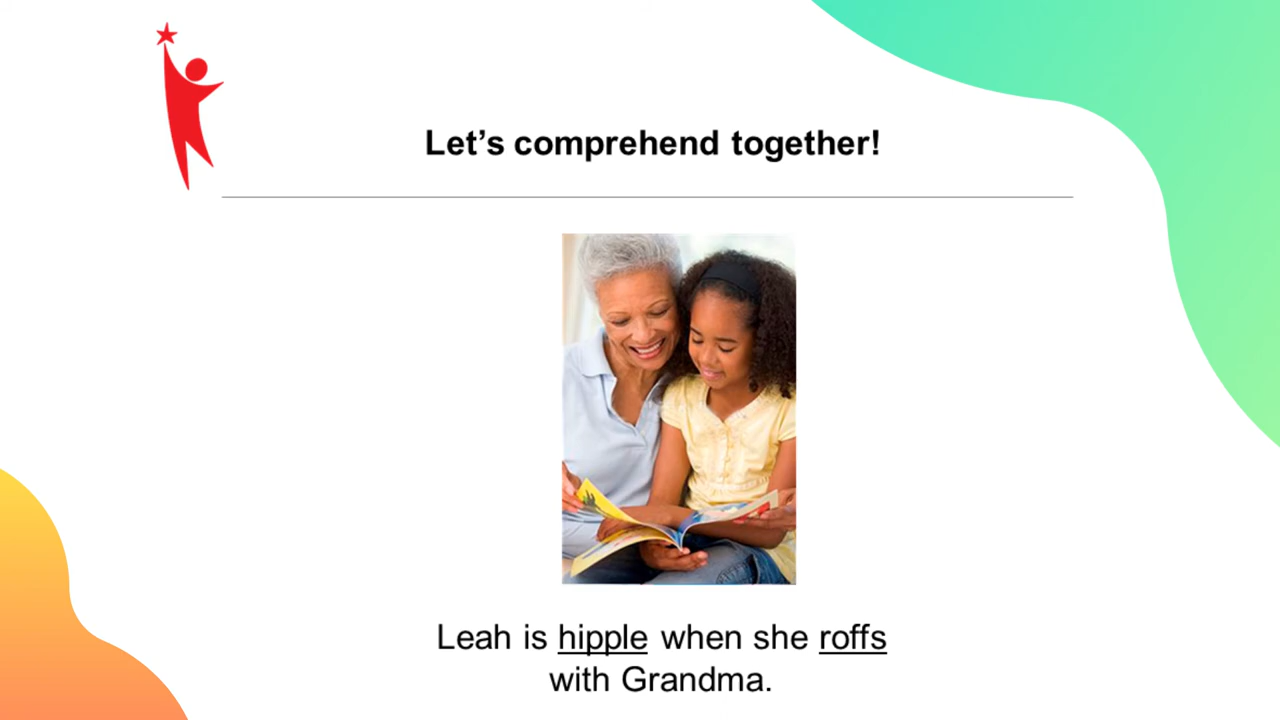 Let’s comprehend together!
Leah is hipple when she roffs
with Grandma.